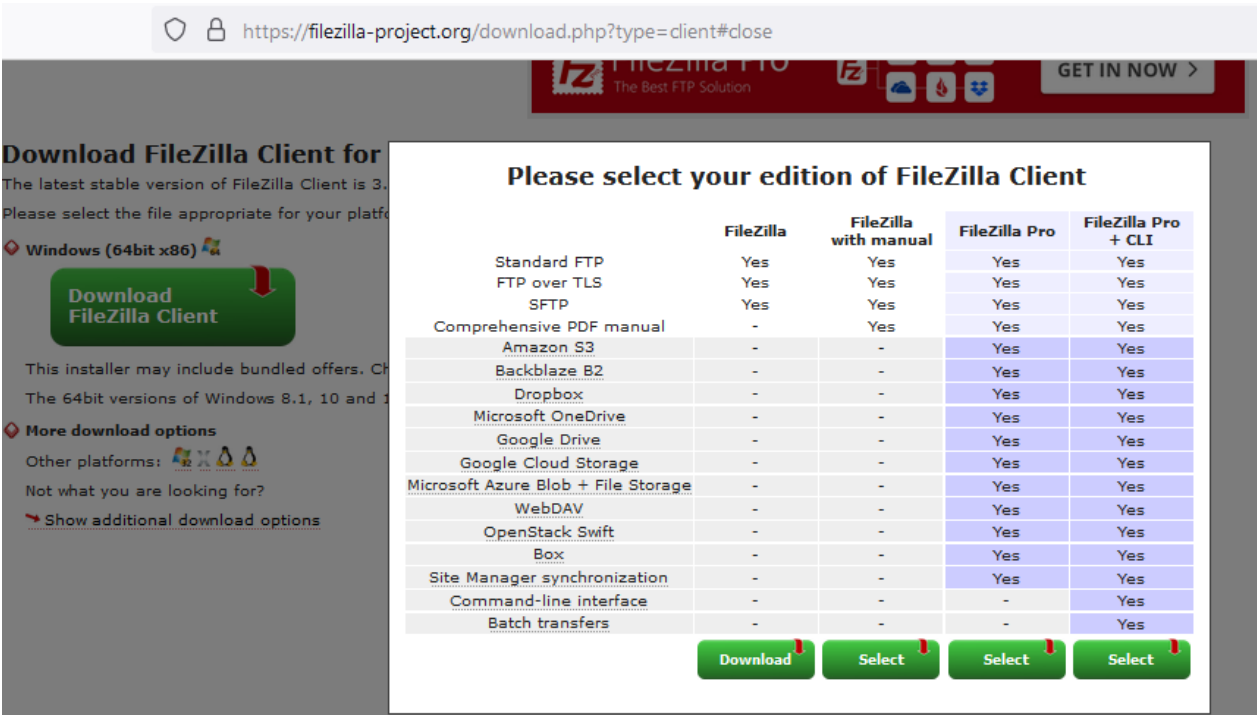 https://filezilla-project.org/download.php?type=client#close
FileZilla Pro
The Best FTP Solution
GET IN NOW >
Download FileZilla Client for
The latest stable version of FileZilla Client is 3.
Please select the file appropriate for your
Windows (64bit x86)
Download
FileZilla Client
This installer may include bundled offers.
The 64bit versions of Windows 8.1, 10 and
More download options
Other platforms:
Not what you are looking for?
Show additional download options
Please select your edition of FileZilla Client
FileZilla FileZilla with manual FileZilla Pro FileZilla Pro + CLI
Standard FTP Yes Yes Yes Yes
FTP over TLS Yes Yes Yes Yes
SFTP Yes Yes Yes Yes
Comprehensive PDF manual - Yes Yes Yes
Amazon S3 - - Yes Yes
Backblaze B2 - - Yes Yes
Dropbox - - Yes Yes
Microsoft OneDrive - - Yes Yes
Google Drive - - Yes Yes
Google Cloud Storage - - Yes Yes
Microsoft Azure Blob + File Storage - - Yes Yes
WebDAV - - Yes Yes
OpenStack Swift - - Yes Yes
Box - - Yes Yes
Site Manager synchronization - - Yes Yes
Command-line interface - - - Yes
Batch transfers - - - Yes
Download Select Select Select